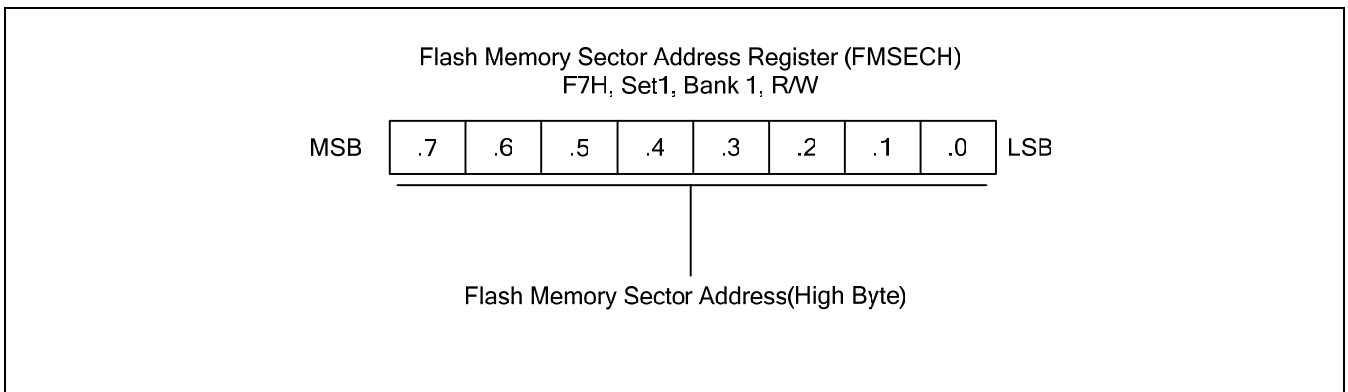 Flash Memory Sector Address Register (FMSECH)
F7H, Set1, Bank 1, R/W
MSB .7 .6 .5 .4 .3 .2 .1 .0 LSB
Flash Memory Sector Address(High Byte)